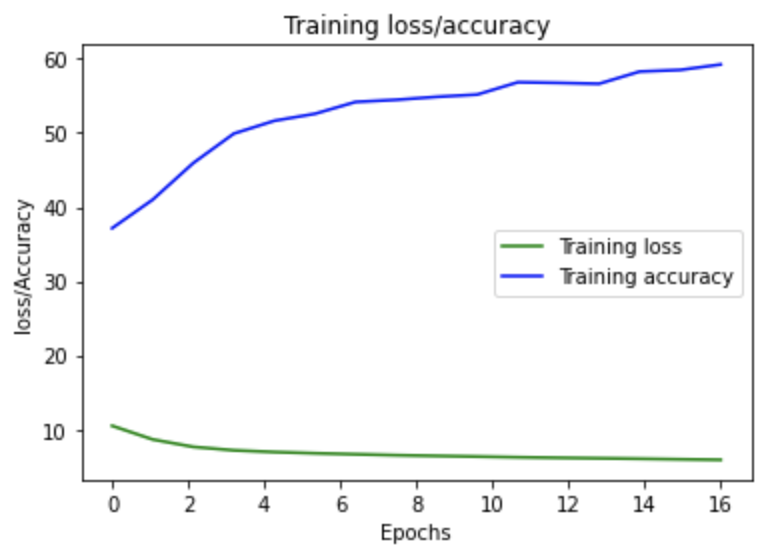 Training loss/accuracy
60
50
40
30
20
10
loss/Accuracy
Training loss
Training accuracy
0 2 4 6 8 10 12 14 16
Epochs